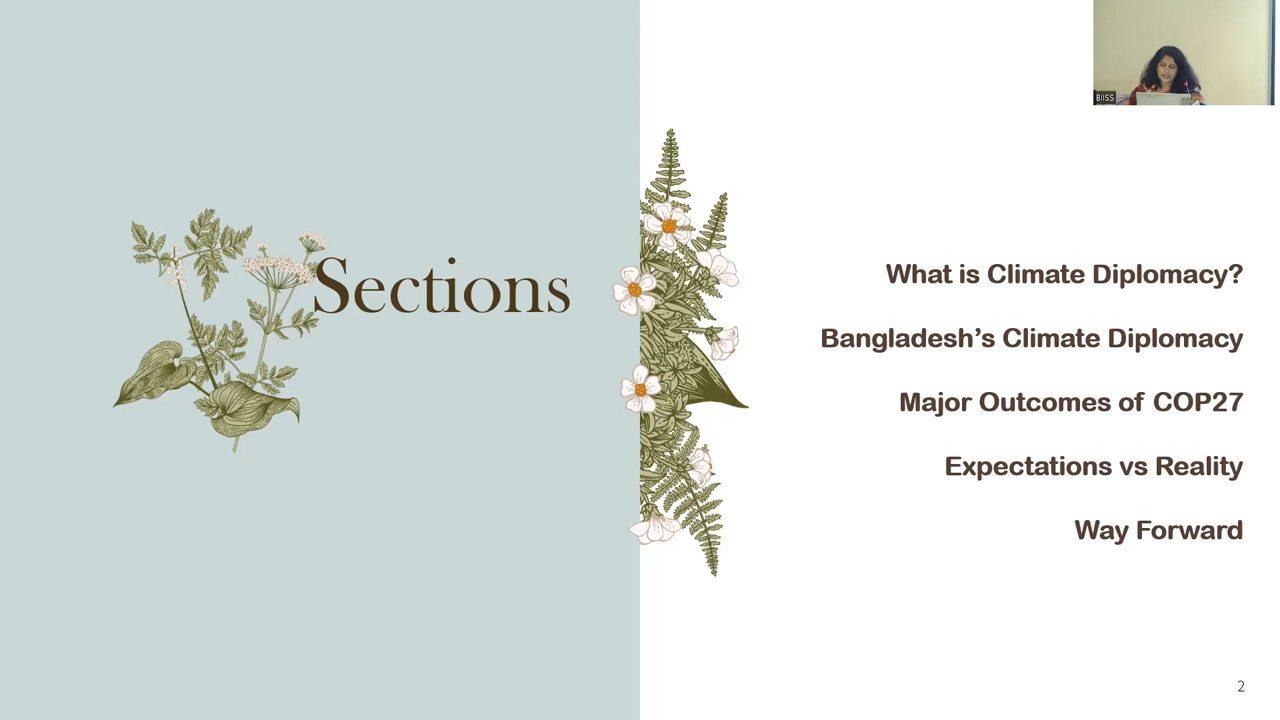 BIISS
Sections
What is Climate Diplomacy?
Bangladesh’s Climate Diplomacy
Major Outcomes of COP27
Expectations vs Reality
Way Forward
2